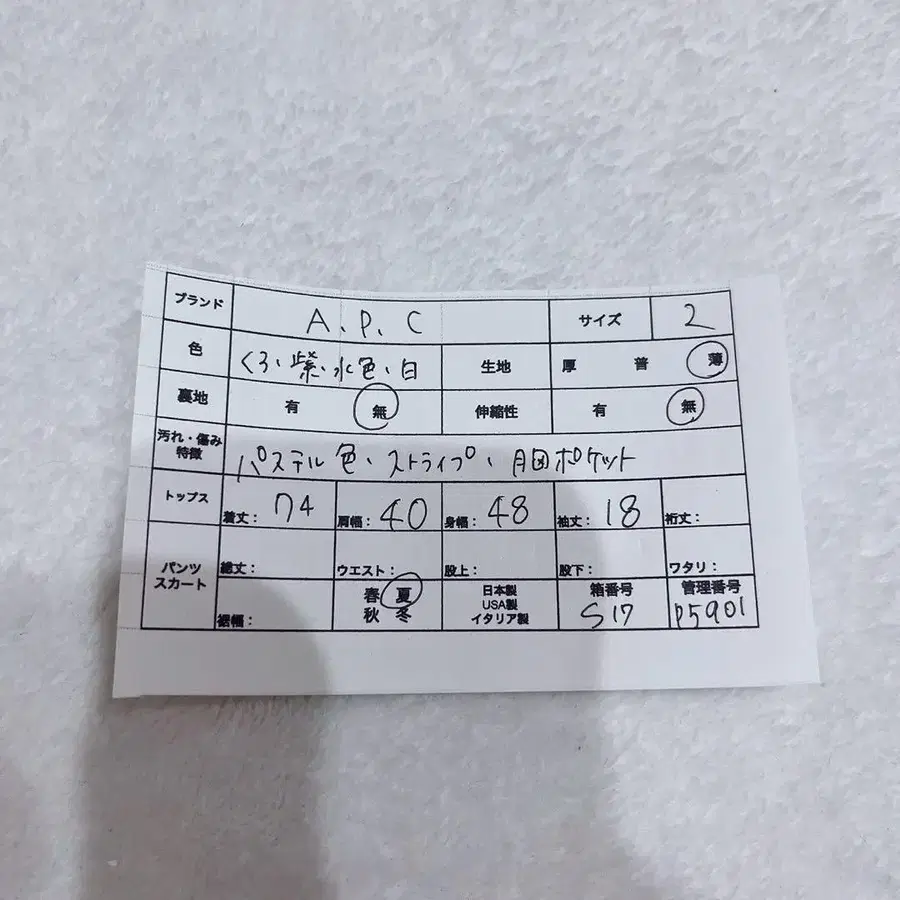 ブランド A.P.C サイズ 2
色 くろ、紫、水色、白 生地 厚 普 薄
裏地 有 無 伸縮性 有 無
汚れ・傷み
特徴 パステル色、ストライプ、胸ポケット
トップス 着丈： 74 肩幅： 40 身幅： 48 袖丈： 18 裄丈：
パンツ
スカート 総丈： ウエスト： 股上： 股下： ワタリ：
裾幅： 春 夏
秋 冬
日本製
USA製
イタリア製
箱番号
S17
管理番号
P5901